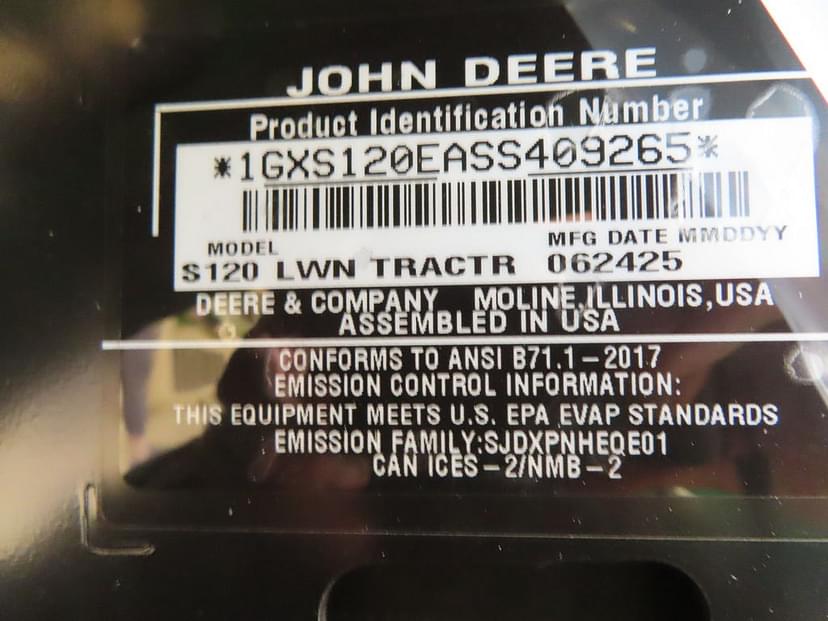 JOHN DEERE
Product Identification Number
*1GXS120EASS409265*
MODEL MFG DATE MMDDYY
S120 LWN TRACTR 062425
DEERE & COMPANY MOLINE,ILLINOIS,USA
ASSEMBLED IN USA
CONFORMS TO ANSI B71.1-2017
EMISSION CONTROL INFORMATION:
THIS EQUIPMENT MEETS U.S. EPA EVAP STANDARDS
EMISSION FAMILY:SJDXPNHEQE01
CAN ICES-2/NMB-2